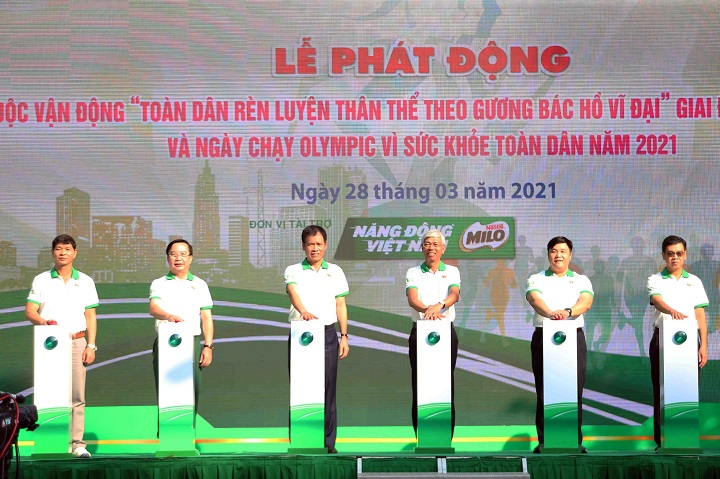 LỄ PHÁT ĐỘNG
UỘC VẬN ĐỘNG "TOÀN DÂN RÈN LUYỆN THÂN THỂ THEO GƯƠNG BÁC HỒ VĨ ĐẠI" GIAI
VÀ NGÀY CHẠY OLYMPIC VÌ SỨC KHỎE TOÀN DÂN NĂM 2021
Ngày 28 tháng 03 năm 2021
ĐƠN VỊ TÀI TRỢ
NĂNG ĐỘNG
VIỆT N
NESTLÉ
MILO